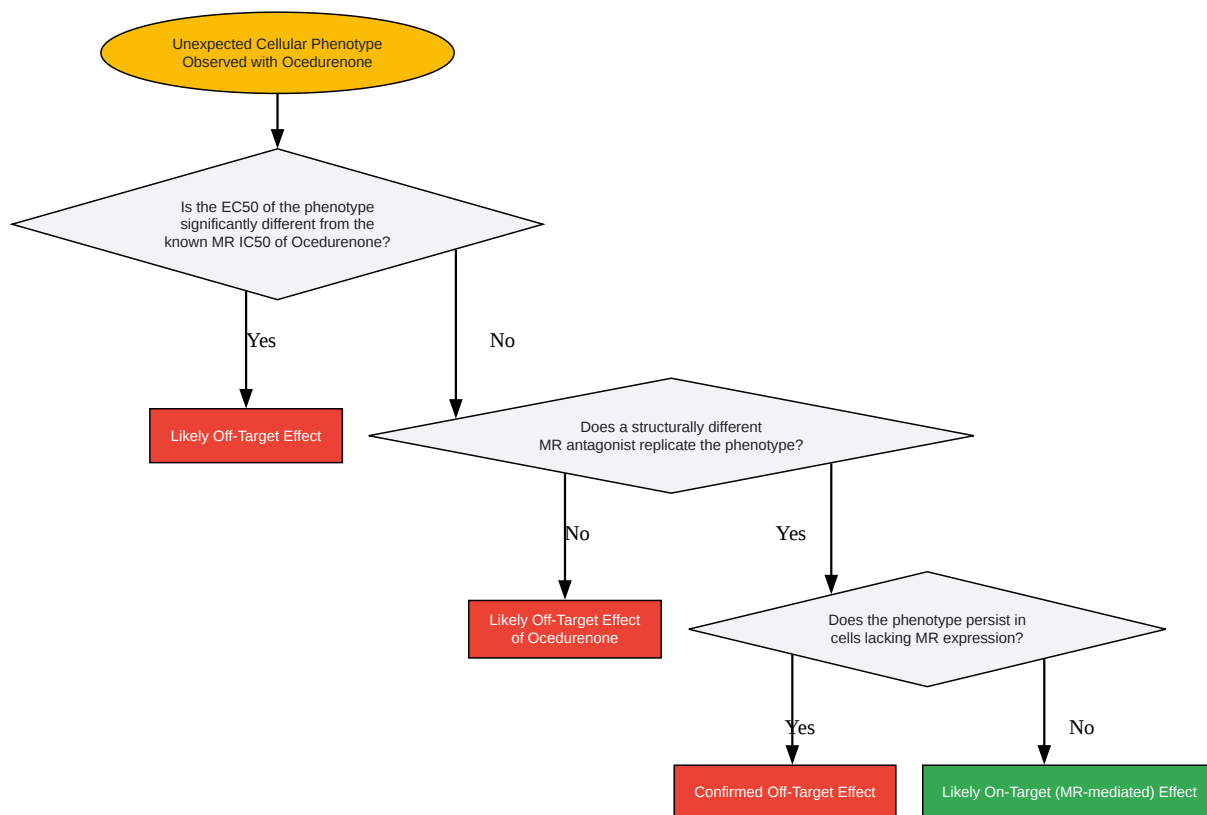 Unexpected Cellular Phenotype
Observed with Ocedurenone
Is the EC50 of the phenotype
significantly different from the
known MR IC50 of Ocedurenone?
Yes
No
Likely Off-Target Effect
Does a structurally different
MR antagonist replicate the phenotype?
No
Yes
Likely Off-Target Effect
of Ocedurenone
Does the phenotype persist in
cells lacking MR expression?
Yes
No
Confirmed Off-Target Effect
Likely On-Target (MR-mediated) Effect